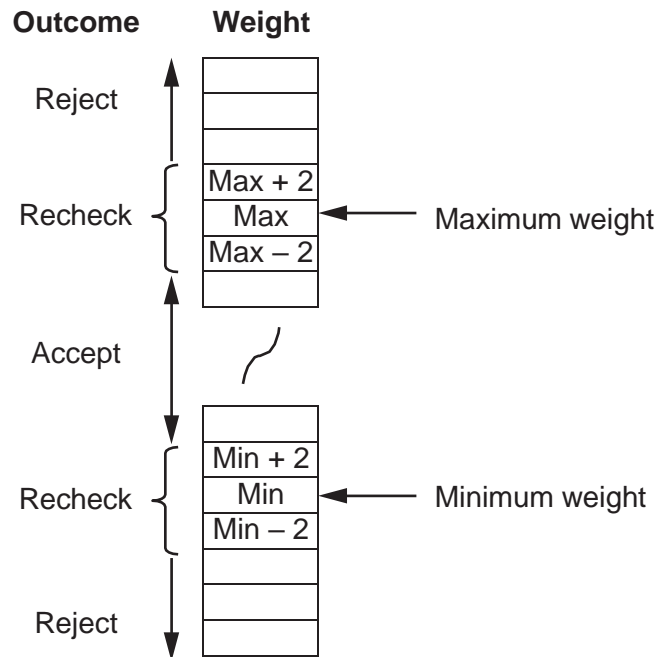 Outcome Weight
Reject
Max + 2
Recheck Max Maximum weight
Max – 2
Accept
Min + 2
Recheck Min Minimum weight
Min – 2
Reject